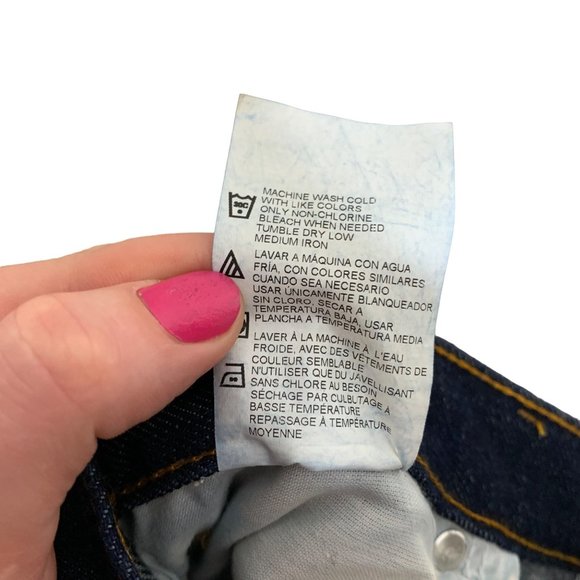 30C
MACHINE WASH COLD
WITH LIKE COLORS
ONLY NON-CHLORINE
BLEACH WHEN NEEDED
TUMBLE DRY LOW
MEDIUM IRON
LAVAR A MÁQUINA CON AGUA
FRÍA, CON COLORES SIMILARES
CUANDO SEA NECESARIO
USAR ÚNICAMENTE BLANQUEADOR
SIN CLORO, SECAR A
TEMPERATURA BAJA, USAR
PLANCHA A TEMPERATURA MEDIA
LAVER À LA MACHINE À L'EAU
FROIDE, AVEC DES VÊTEMENTS DE
COULEUR SEMBLABLE
N'UTILISER QUE DU JAVELLISANT
SANS CHLORE AU BESOIN
SÉCHAGE PAR CULBUTAGE À
BASSE TEMPÉRATURE
REPASSAGE À TEMPÉRATURE
MOYENNE